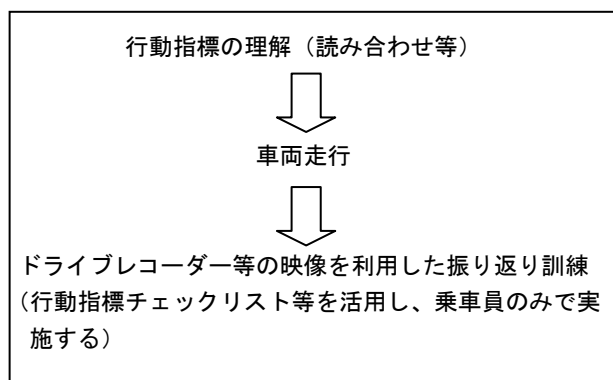 行動指標の理解（読み合わせ等）
車両走行
ドライブレコーダー等の映像を利用した振り返り訓練
（行動指標チェックリスト等を活用し、乗車員のみで実
施する）